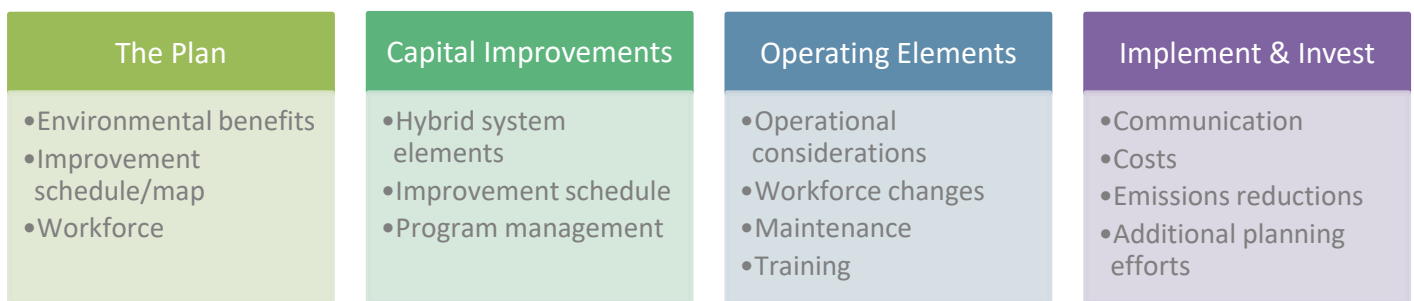 The Plan
•Environmental benefits
•Improvement
schedule/map
•Workforce
Capital Improvements
•Hybrid system
elements
•Improvement schedule
•Program management
Operating Elements
•Operational
considerations
•Workforce changes
•Maintenance
•Training
Implement & Invest
•Communication
•Costs
•Emissions reductions
•Additional planning
efforts